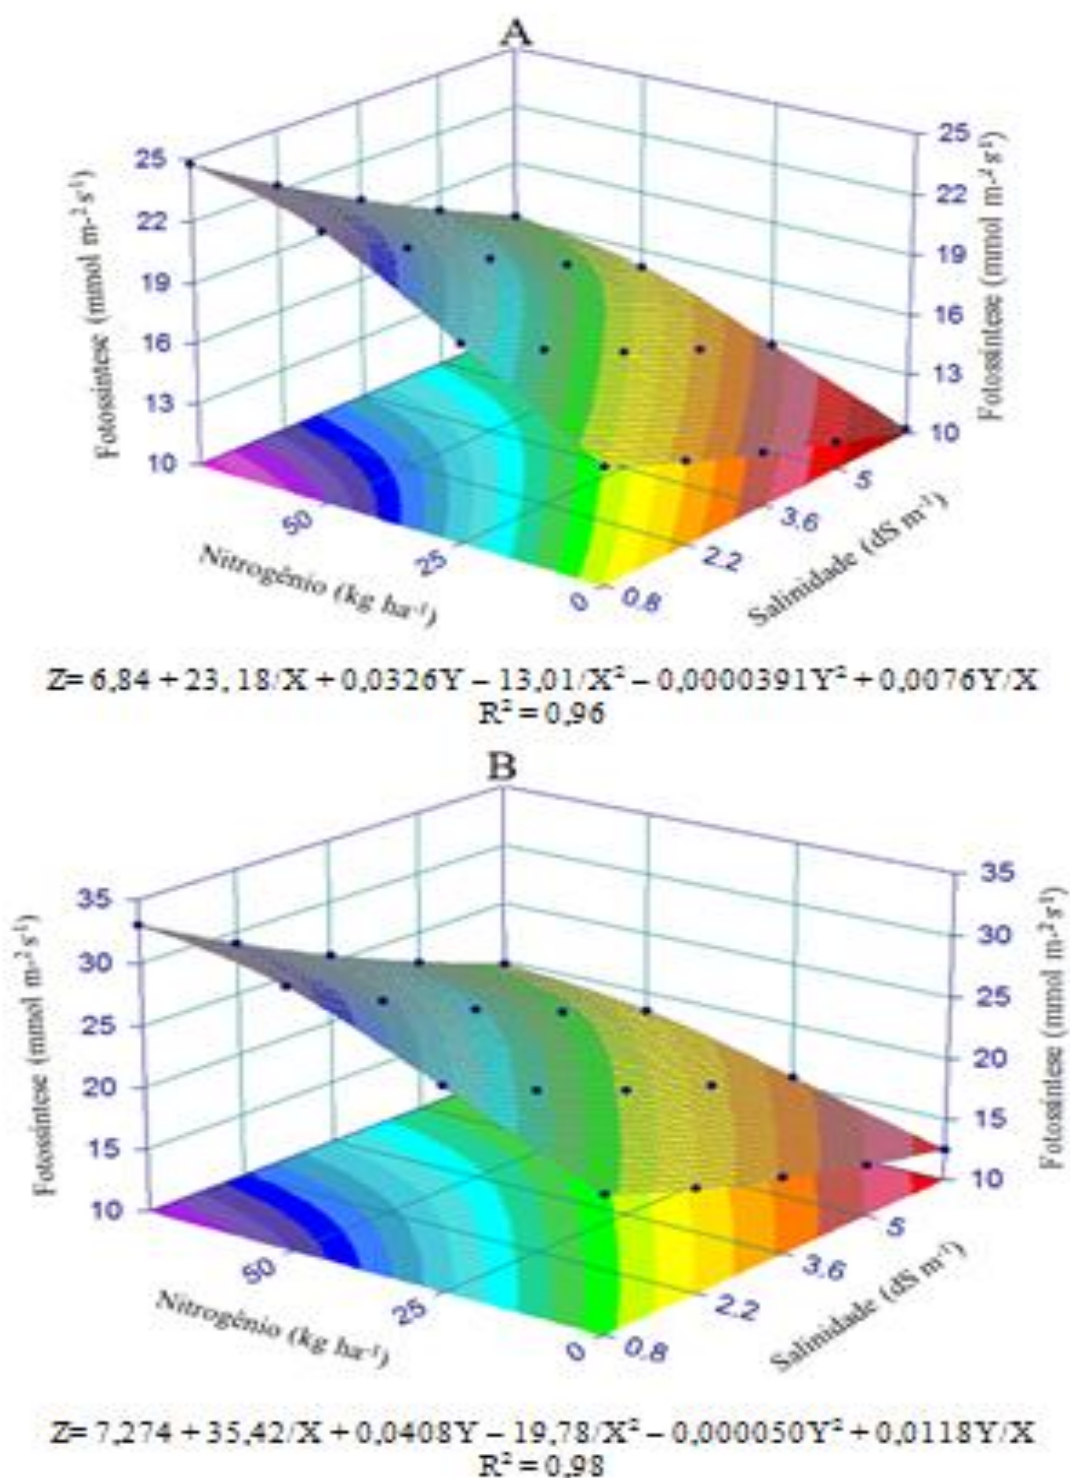 A
25
22
19
16
13
10
Fotossíntese (mmol m-² s-¹)
25
22
19
16
13
10
Fotossíntese (mmol m-² s¹)
50
25
0
Nitrogênio (kg ha-¹)
0.8
2.2
3.6
5
Salinidade (dS m-¹)
Z= 6,84 + 23,18/X + 0,0326Y – 13,01/X² – 0,0000391Y² + 0,0076Y/X
R² = 0,96
B
35
30
25
20
15
10
Fotossíntese (mmol m-² s-¹)
35
30
25
20
15
10
Fotossíntese (mmol m-² s¹)
50
25
0
Nitrogênio (kg ha-¹)
0.8
2.2
3.6
5
Salinidade (dS m-¹)
Z= 7,274 + 35,42/X + 0,0408Y – 19,78/X² – 0,000050Y² + 0,0118Y/X
R² = 0,98